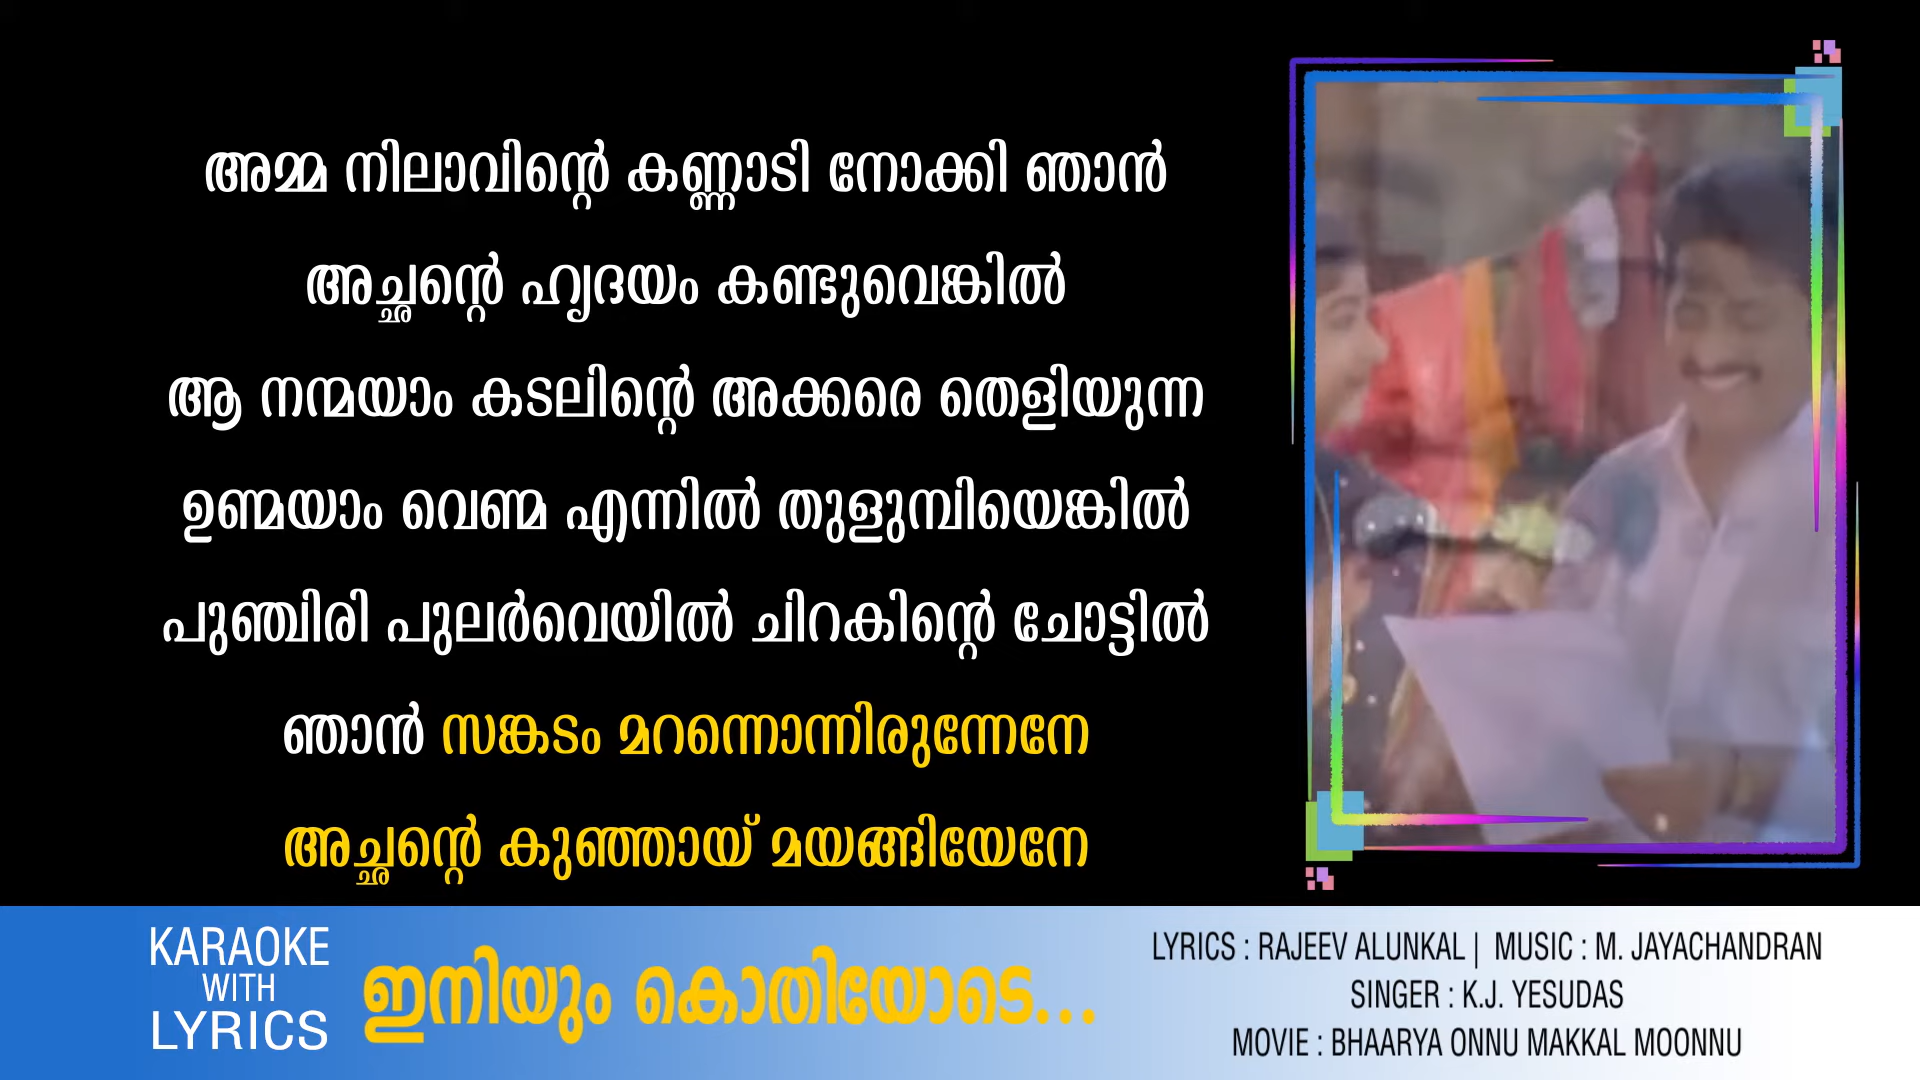 അമ്മ നിലാവിന്റെ കണ്ണാടി നോക്കി ഞാൻ
അച്ഛന്റെ ഹൃദയം കണ്ടുവെങ്കിൽ
ആ നന്മയാം കടലിന്റെ അക്കരെ തെളിയുന്ന
ഉണ്മയാം വെണ്മ എന്നിൽ തുളുമ്പിയെങ്കിൽ
പുഞ്ചിരി പുലർവെയിൽ ചിറകിന്റെ ചോട്ടിൽ
ഞാൻ സങ്കടം മറന്നൊന്നിരുന്നേനേ
അച്ഛന്റെ കുഞ്ഞായ് മയങ്ങിയേനേ
KARAOKE
WITH
LYRICS
ഇനിയും കൊതിയോടെ...
LYRICS : RAJEEV ALUNKAL | MUSIC : M. JAYACHANDRAN
SINGER : K.J. YESUDAS
MOVIE : BHAARYA ONNU MAKKAL MOONNU